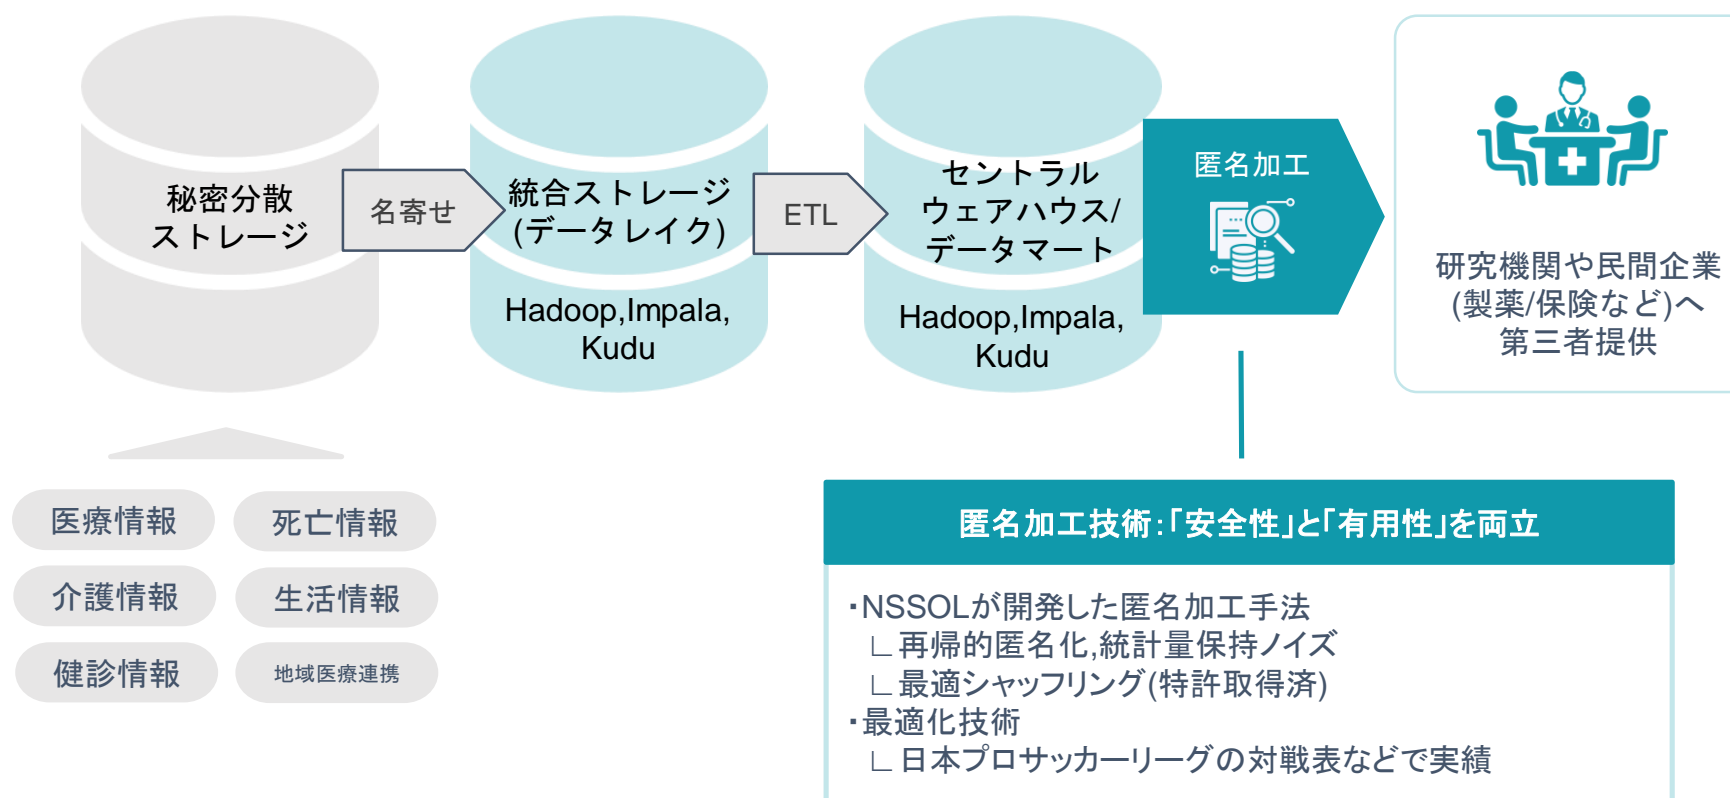 秘密分散
ストレージ
名寄せ
統合ストレージ
(データレイク)
Hadoop,Impala,
Kudu
ETL
セントラル
ウェアハウス/
データマート
Hadoop,Impala,
Kudu
匿名加工
研究機関や民間企業
(製薬/保険など)へ
第三者提供
医療情報
死亡情報
介護情報
生活情報
健診情報
地域医療連携
匿名加工技術:「安全性」と「有用性」を両立
・NSSOLが開発した匿名加工手法
∟再帰的匿名化,統計量保持ノイズ
∟最適シャッフリング(特許取得済)
・最適化技術
∟日本プロサッカーリーグの対戦表などで実績